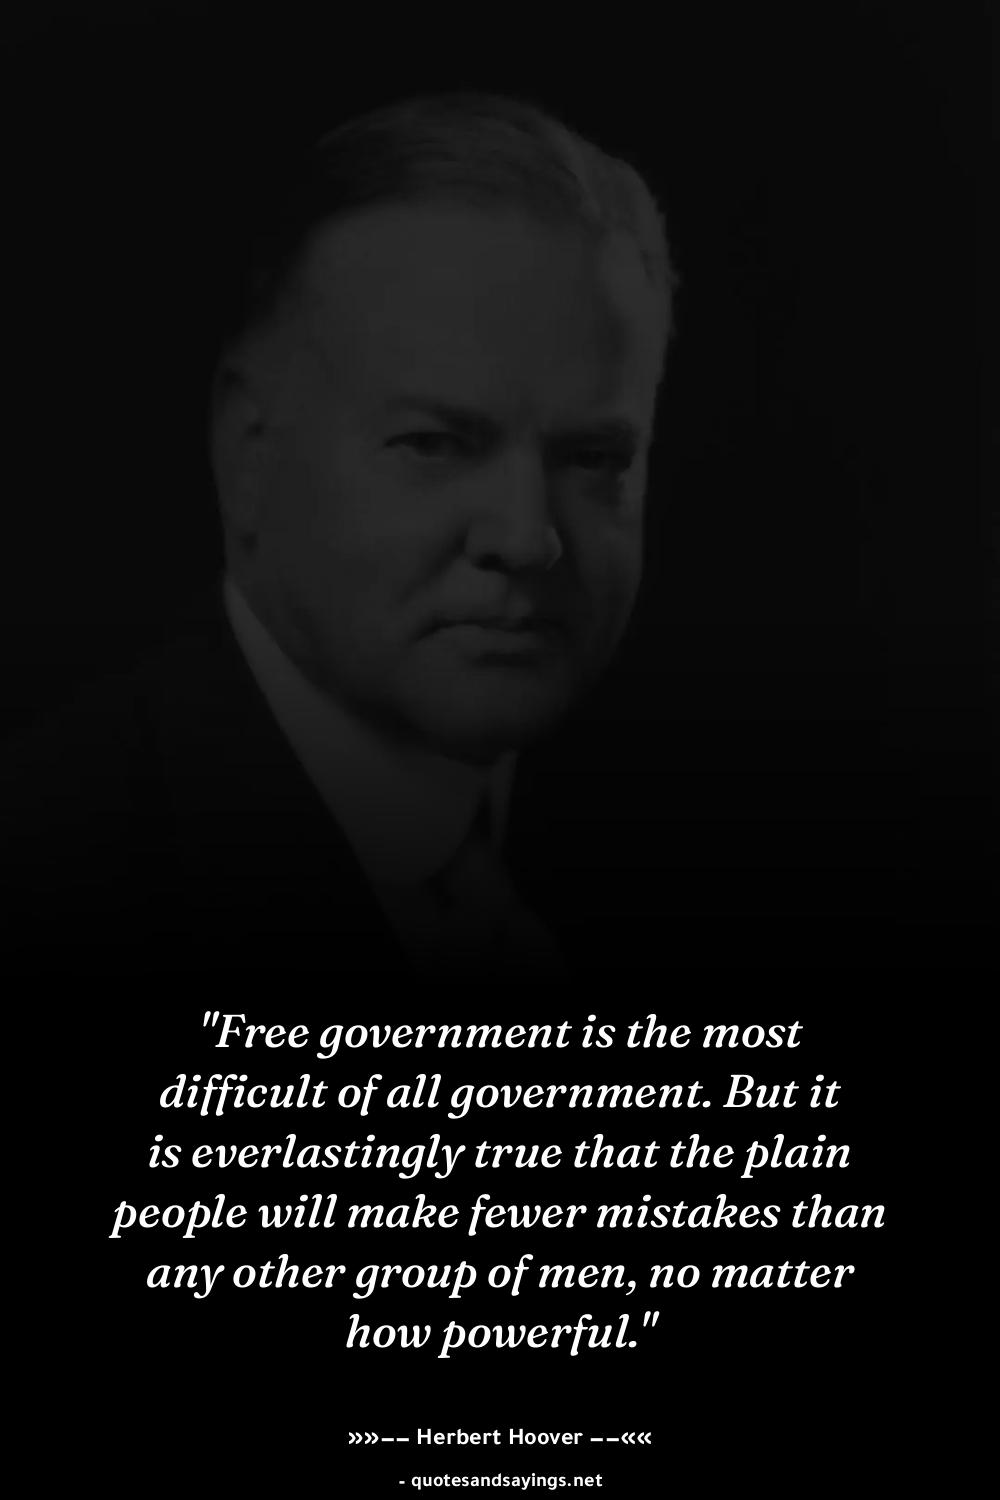 "Free government is the most
difficult of all government. But it
is everlastingly true that the plain
people will make fewer mistakes than
any other group of men, no matter
how powerful."
»»−− Herbert Hoover −−««
- quotesandsayings.net